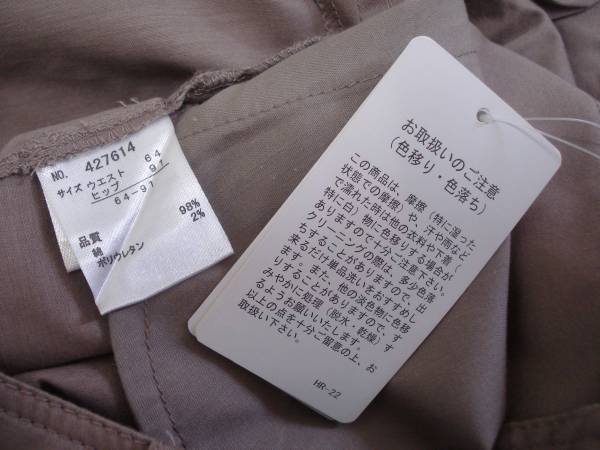 NO. 427614
サイズ ウエスト 64
ヒップ 91
64-91
品質
綿 98%
ポリウレタン 2%
お取扱いのご注意
(色移り・色落ち)
この商品は、摩擦(特に湿った
状態での摩擦)や、汗や雨など
で濡れた時は他の衣料や下着(
特に白)物に色移りする場合が
ありますので十分ご注意下さい。
クリーニングの際は、多少色落
ちすることがありますので、出
来るだけ単品洗いをおすすめし
ます。また、他の淡色物に色移
りすることがありますので、す
みやかに処理(脱水・乾燥)す
るようお願いいたします。
以上の点を十分ご留意の上、お
取扱い下さい。
HR-22